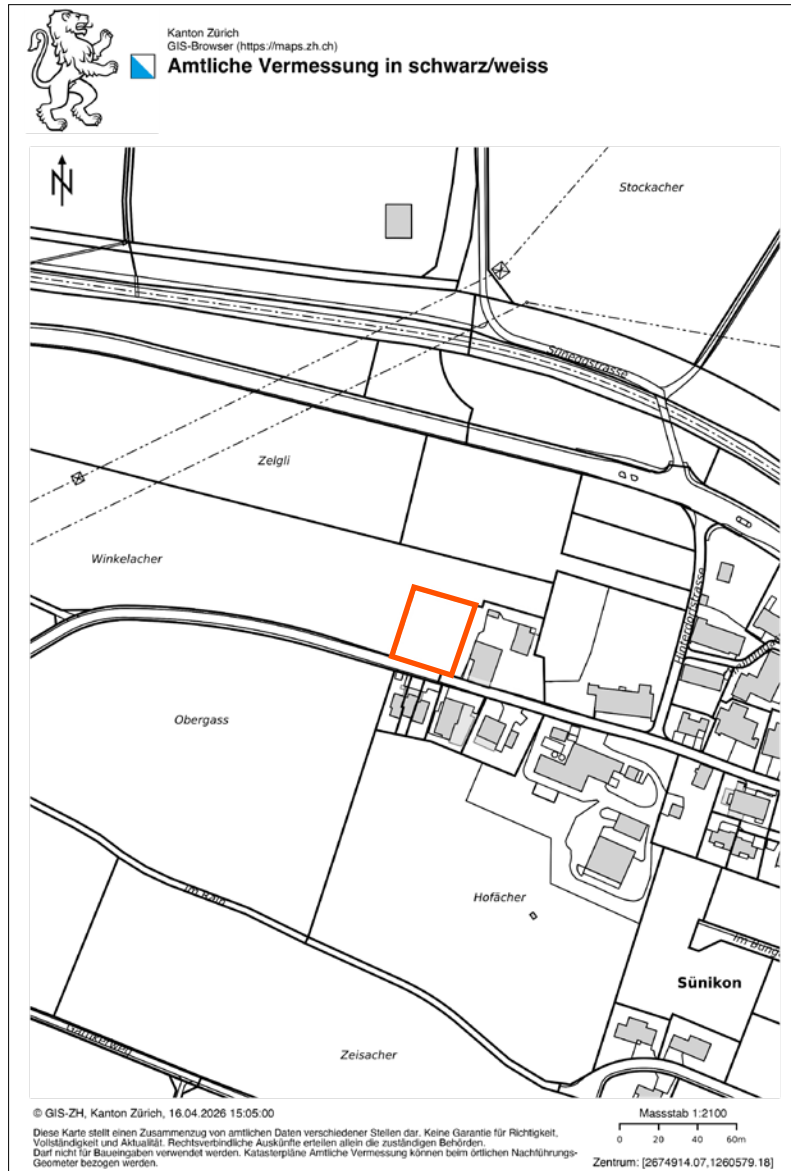 Kanton Zürich
GIS-Browser (https://maps.zh.ch)
Amtliche Vermessung in schwarz/weiss
N
Stockacher
Zelgli
Winkelacher
Hinterdorfstrasse
Obergass
Im Rain
Hofächer
Sünikon
Zeisacher
© GIS-ZH, Kanton Zürich, 16.04.2026 15:05:00
Diese Karte stellt einen Zusammenzug von amtlichen Daten verschiedener Stellen dar. Keine Garantie für Richtigkeit,
Vollständigkeit und Aktualität. Rechtsverbindliche Auskünfte erteilen allein die zuständigen Behörden.
Darf nicht für Baueingaben verwendet werden. Katasterpläne Amtliche Vermessung können beim örtlichen Nachführungs-
Geometer bezogen werden.
Massstab 1:2100
0 20 40 60m
Zentrum: [2674914.07,1260579.18]